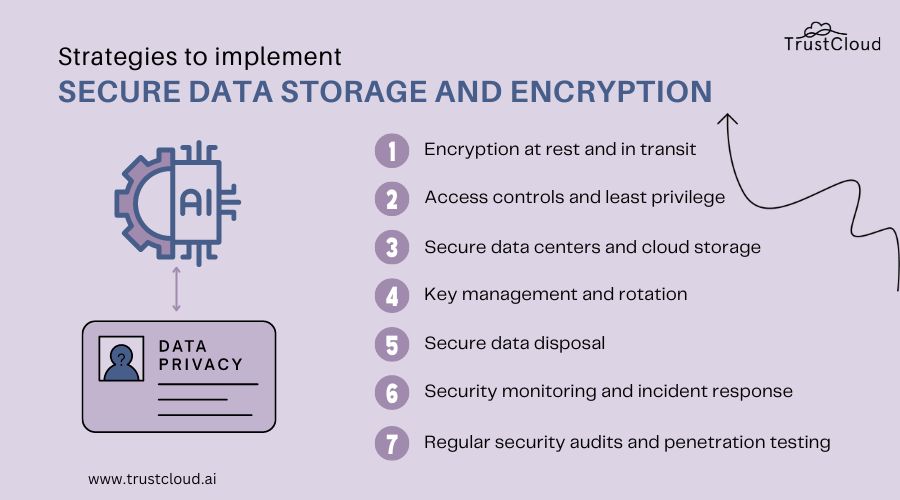 TrustCloud
Strategies to implement
SECURE DATA STORAGE AND ENCRYPTION
AI
DATA
PRIVACY
?
1 Encryption at rest and in transit
2 Access controls and least privilege
3 Secure data centers and cloud storage
4 Key management and rotation
5 Secure data disposal
6 Security monitoring and incident response
7 Regular security audits and penetration testing
www.trustcloud.ai